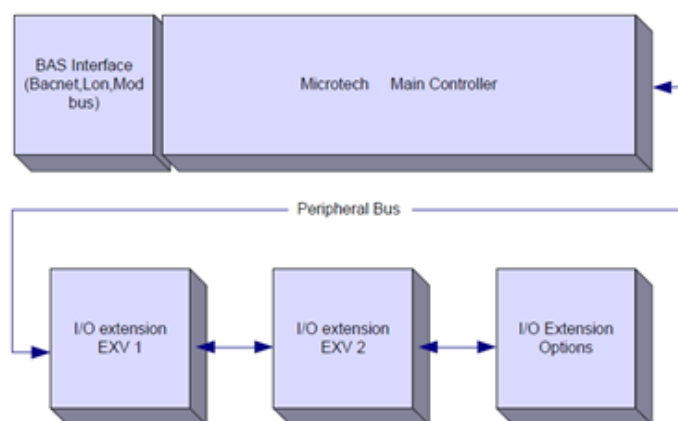 BAS Interface
(Bacnet,Lon,Mod
bus)
Microtech Main Controller
Peripheral Bus
I/O extension
EXV 1
I/O extension
EXV 2
I/O Extension
Options